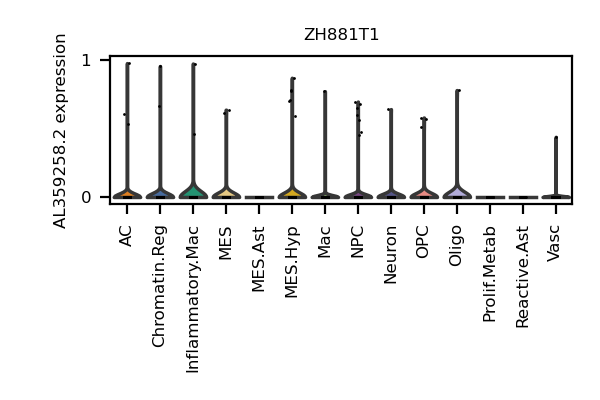 ZH881T1
AL359258.2 expression
1
0
AC
Chromatin.Reg
Inflammatory.Mac
MES
MES.Ast
MES.Hyp
Mac
NPC
Neuron
OPC
Oligo
Prolif.Metab
Reactive.Ast
Vasc